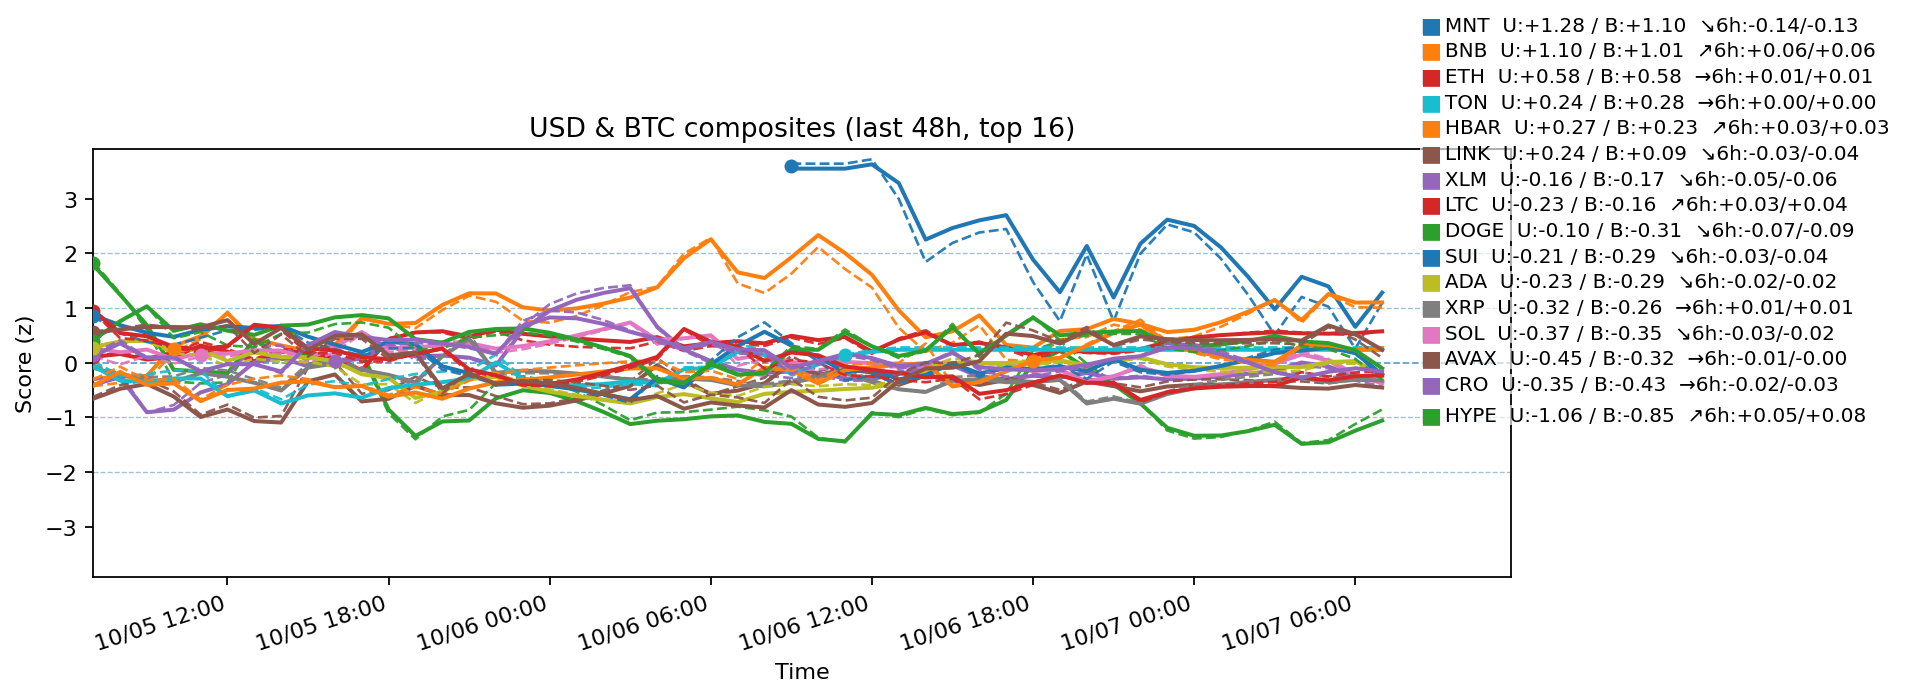 MNT U:+1.28 / B:+1.10 ↘6h:-0.14/-0.13
BNB U:+1.10 / B:+1.01 ↗6h:+0.06/+0.06
ETH U:+0.58 / B:+0.58 →6h:+0.01/+0.01
TON U:+0.24 / B:+0.28 →6h:+0.00/+0.00
HBAR U:+0.27 / B:+0.23 ↗6h:+0.03/+0.03
LINK U:+0.24 / B:+0.09 ↘6h:-0.03/-0.04
XLM U:-0.16 / B:-0.17 ↘6h:-0.05/-0.06
LTC U:-0.23 / B:-0.16 ↗6h:+0.03/+0.04
DOGE U:-0.10 / B:-0.31 ↘6h:-0.07/-0.09
SUI U:-0.21 / B:-0.29 ↘6h:-0.03/-0.04
ADA U:-0.23 / B:-0.29 ↘6h:-0.02/-0.02
XRP U:-0.32 / B:-0.26 →6h:+0.01/+0.01
SOL U:-0.37 / B:-0.35 ↘6h:-0.03/-0.02
AVAX U:-0.45 / B:-0.32 →6h:-0.01/-0.00
CRO U:-0.35 / B:-0.43 →6h:-0.02/-0.03
HYPE U:-1.06 / B:-0.85 ↗6h:+0.05/+0.08
USD & BTC composites (last 48h, top 16)
Score (z)
3
2
1
0
−1
−2
−3
10/05 12:00
10/05 18:00
10/06 00:00
10/06 06:00
10/06 12:00
10/06 18:00
10/07 00:00
10/07 06:00
Time